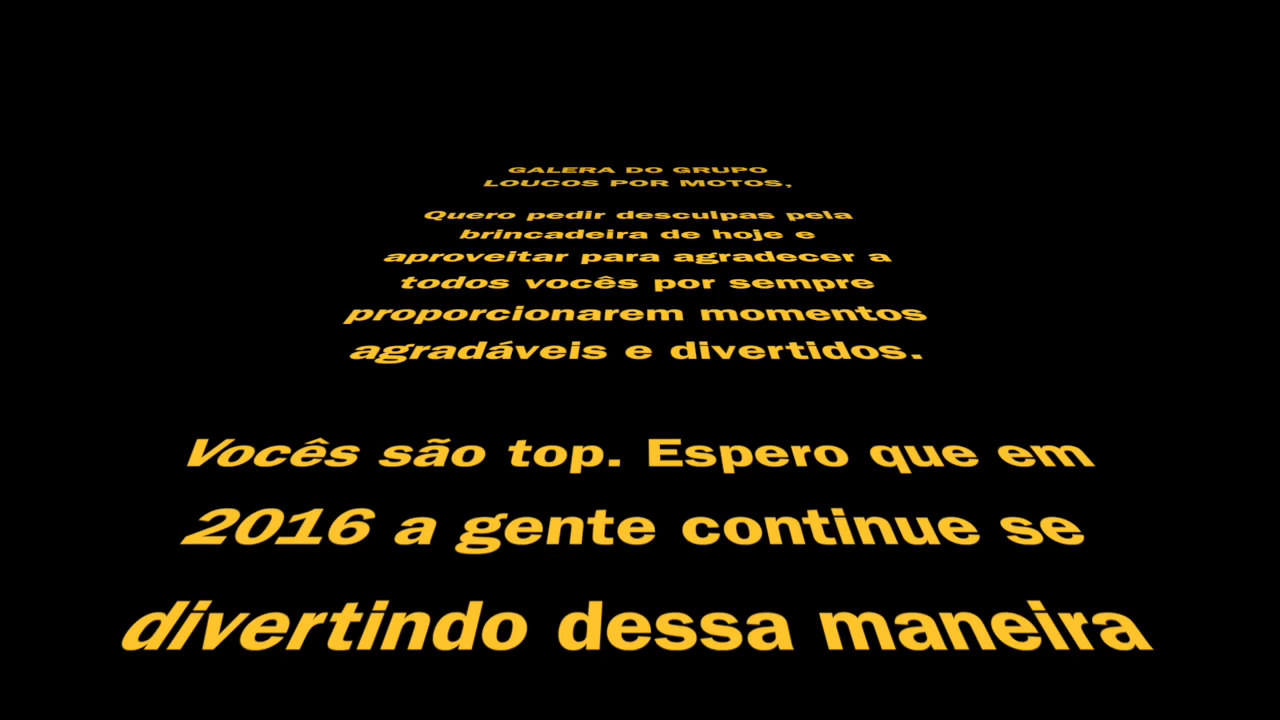 GALERA DO GRUPO
LOUCOS POR MOTOS,
Quero pedir desculpas pela
brincadeira de hoje e
aproveitar para agradecer a
todos vocês por sempre
proporcionarem momentos
agradáveis e divertidos.
Vocês são top. Espero que em
2016 a gente continue se
divertindo dessa maneira